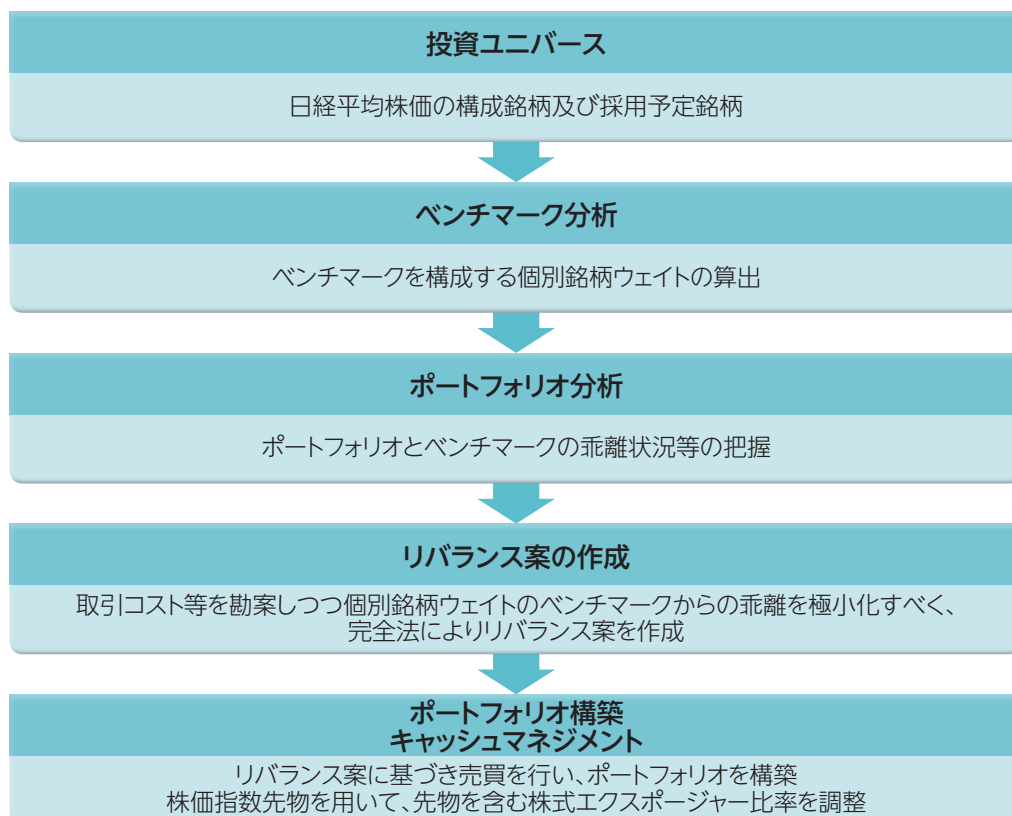 投資ユニバース
日経平均株価の構成銘柄及び採用予定銘柄
ベンチマーク分析
ベンチマークを構成する個別銘柄ウェイトの算出
ポートフォリオ分析
ポートフォリオとベンチマークの乖離状況等の把握
リバランス案の作成
取引コスト等を勘案しつつ個別銘柄ウェイトのベンチマークからの乖離を極小化すべく、
完全法によりリバランス案を作成
ポートフォリオ構築
キャッシュマネジメント
リバランス案に基づき売買を行い、ポートフォリオを構築
株価指数先物を用いて、先物を含む株式エクスポージャー比率を調整